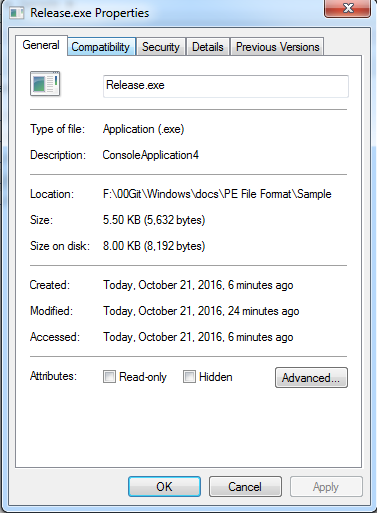 Release.exe Properties
General Compatibility Security Details Previous Versions
Release.exe
Type of file: Application (.exe)
Description: ConsoleApplication4
Location: F:\00Git\Windows\docs\PE File Format\Sample
Size: 5.50 KB (5,632 bytes)
Size on disk: 8.00 KB (8,192 bytes)
Created: Today, October 21, 2016, 6 minutes ago
Modified: Today, October 21, 2016, 24 minutes ago
Accessed: Today, October 21, 2016, 6 minutes ago
Attributes: Read-only Hidden Advanced...
OK Cancel Apply